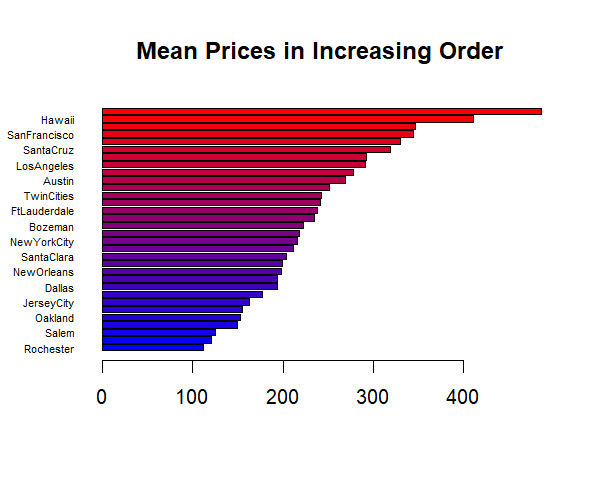 Mean Prices in Increasing Order
Hawaii
SanFrancisco
SantaCruz
LosAngeles
Austin
TwinCities
FtLauderdale
Bozeman
NewYorkCity
SantaClara
NewOrleans
Dallas
JerseyCity
Oakland
Salem
Rochester
0 100 200 300 400